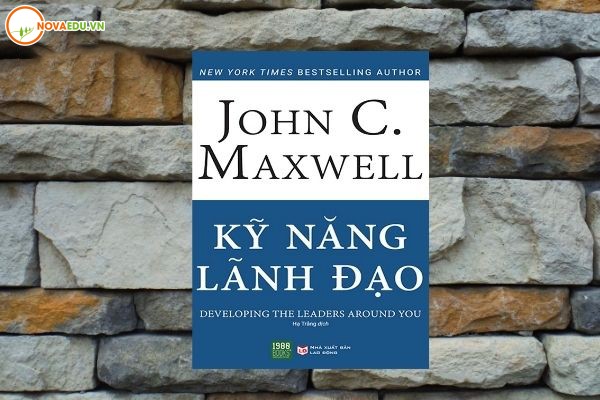 NOVAEDU.VN
NEW YORK TIMES BESTSELLING AUTHOR
JOHN C.
MAXWELL
KỸ NĂNG
LÃNH ĐẠO
DEVELOPING THE LEADERS AROUND YOU
Hạ Trång dịch
1980
BOOKS
NHÀ XUẤT BẢN
LAO ĐỘNG